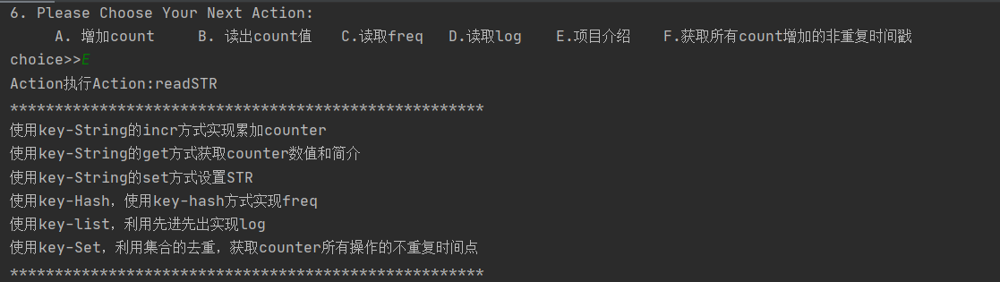 6. Please Choose Your Next Action:
A. 增加count B. 读出count值 C.读取freq D.读取log E.项目介绍 F.获取所有count增加的非重复时间戳
choice>>E
Action执行Action:readSTR
*****************************************************
使用key-String的incr方式实现累加counter
使用key-String的get方式获取counter数值和简介
使用key-String的set方式设置STR
使用key-Hash，使用key-hash方式实现freq
使用key-list，利用先进先出实现log
使用key-Set，利用集合的去重，获取counter所有操作的不重复时间点
*****************************************************